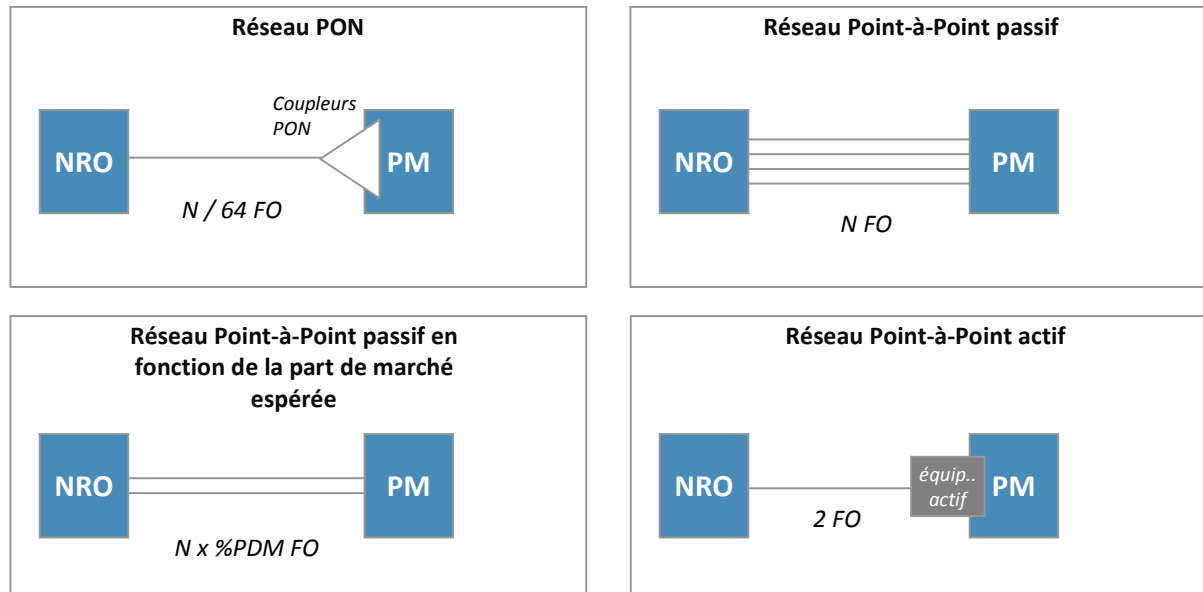 Réseau PON
Coupleurs
PON
NRO
PM
N / 64 FO
Réseau Point-à-Point passif
NRO
PM
N FO
Réseau Point-à-Point passif en
fonction de la part de marché
espérée
NRO
PM
N x %PDM FO
Réseau Point-à-Point actif
NRO
équip..
actif
PM
2 FO